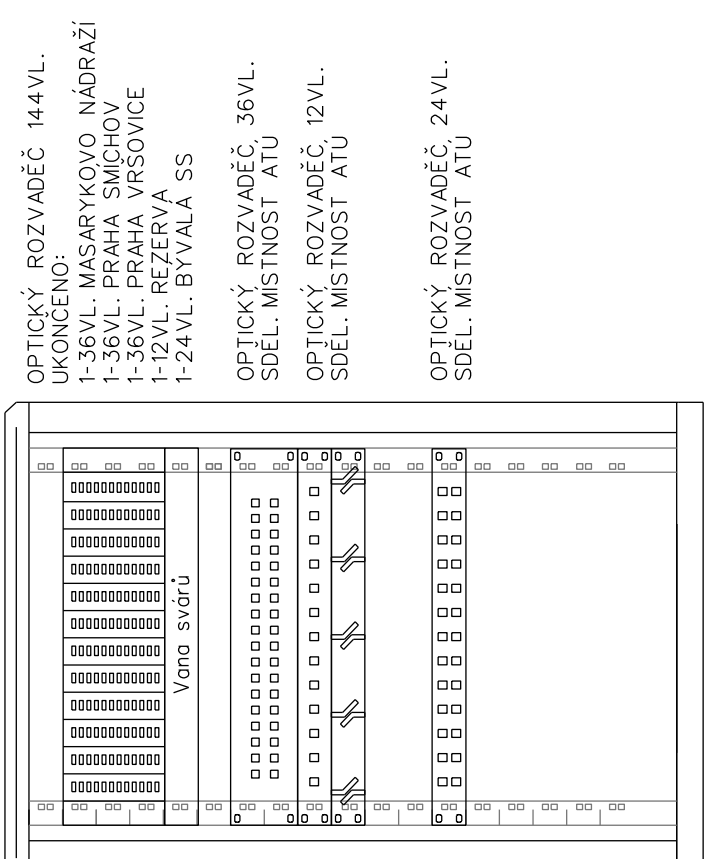 OPTICKÝ ROZVADĚČ 144VL.
UKONČENO:
1-36VL. MASARYKOVO NÁDRAŽÍ
1-36VL. PRAHA SMÍCHOV
1-36VL. PRAHA VRŠOVICE
1-12VL. REZERVA
1-24VL. BÝVALÁ SS
OPTICKÝ ROZVADĚČ, 36VL.
SDĚL. MÍSTNOST ATÚ
OPTICKÝ ROZVADĚČ, 12VL.
SDĚL. MÍSTNOST ATÚ
OPTICKÝ ROZVADĚČ, 24VL.
SDĚL. MÍSTNOST ATÚ
Vana svárů